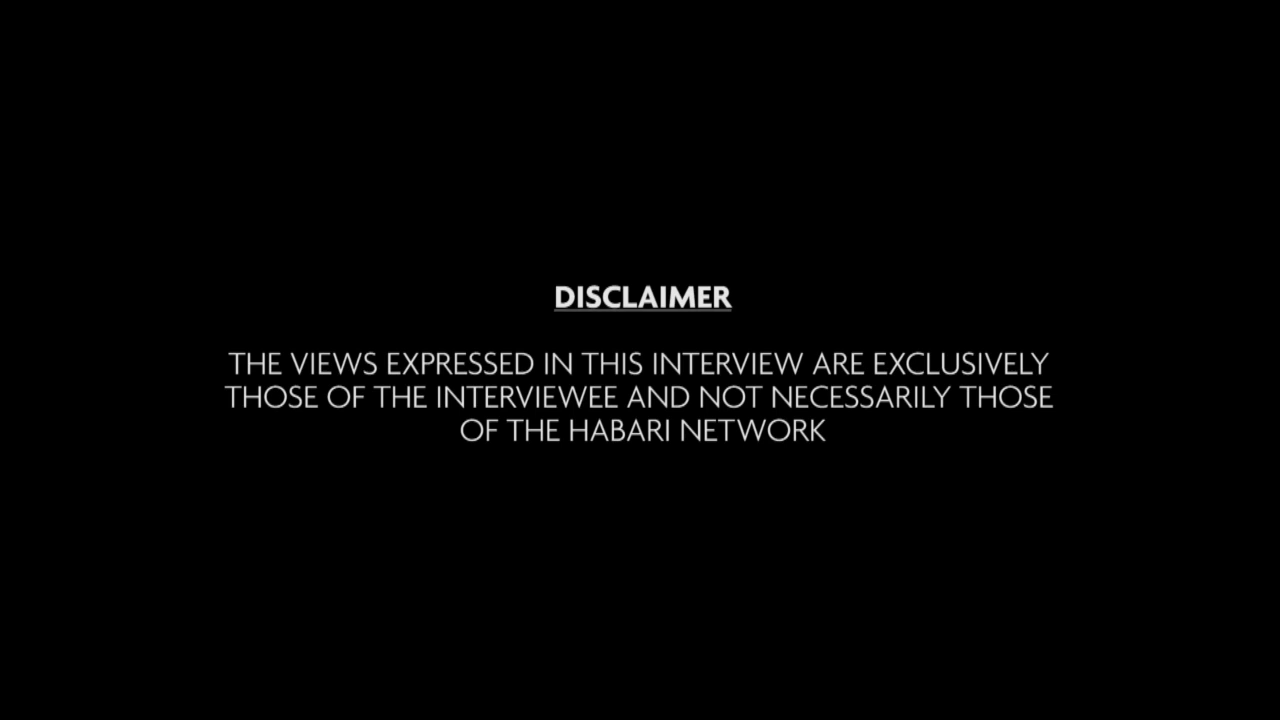 DISCLAIMER
THE VIEWS EXPRESSED IN THIS INTERVIEW ARE EXCLUSIVELY
THOSE OF THE INTERVIEWEE AND NOT NECESSARILY THOSE
OF THE HABARI NETWORK